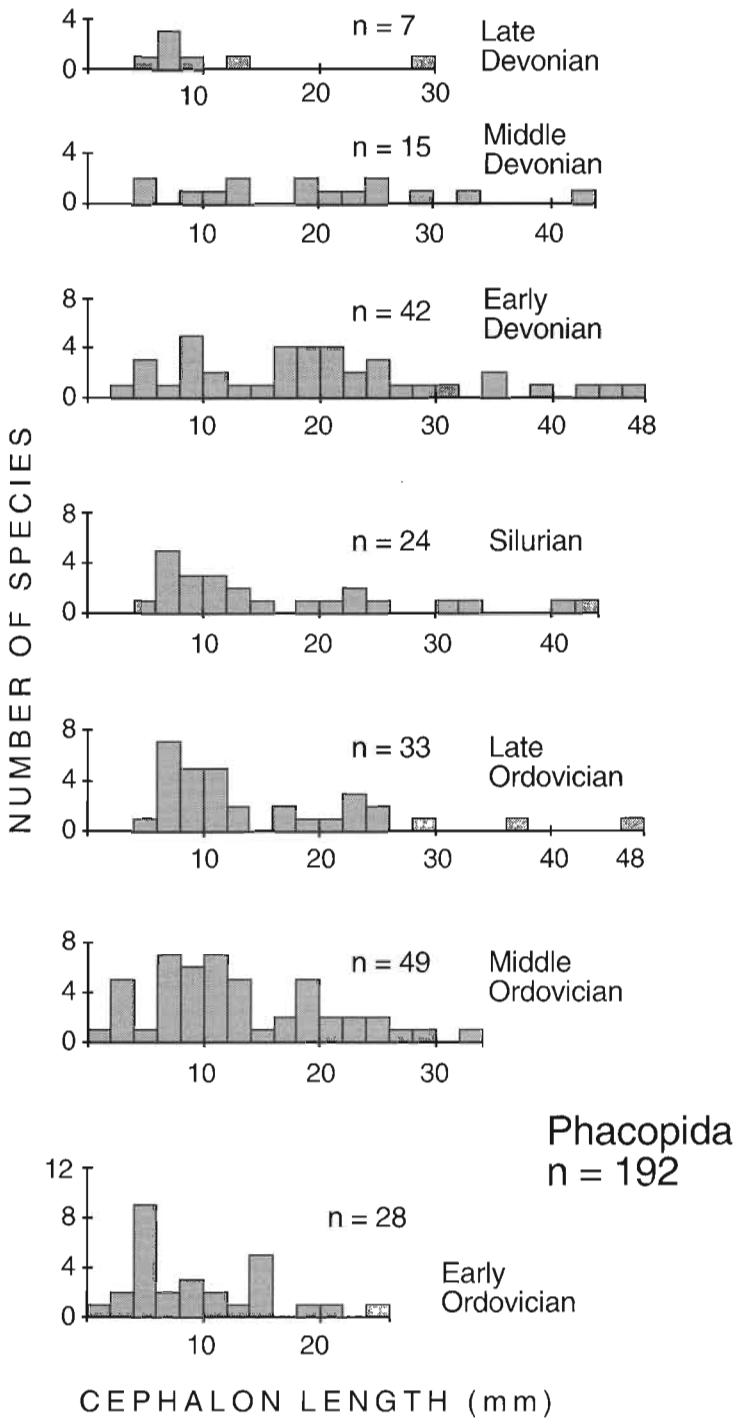 4
n = 7
Late
Devonian
0
10
20
30
4
n = 15
Middle
Devonian
0
10
20
30
40
8
n = 42
Early
Devonian
4
0
10
20
30
40
48
NUMBER OF SPECIES
8
n = 24
Silurian
4
0
10
20
30
40
8
n = 33
Late
Ordovician
4
0
10
20
30
40
48
8
n = 49
Middle
Ordovician
4
0
10
20
30
Phacopida
n = 192
12
8
n = 28
4
Early
Ordovician
0
10
20
CEPHALON LENGTH (mm)